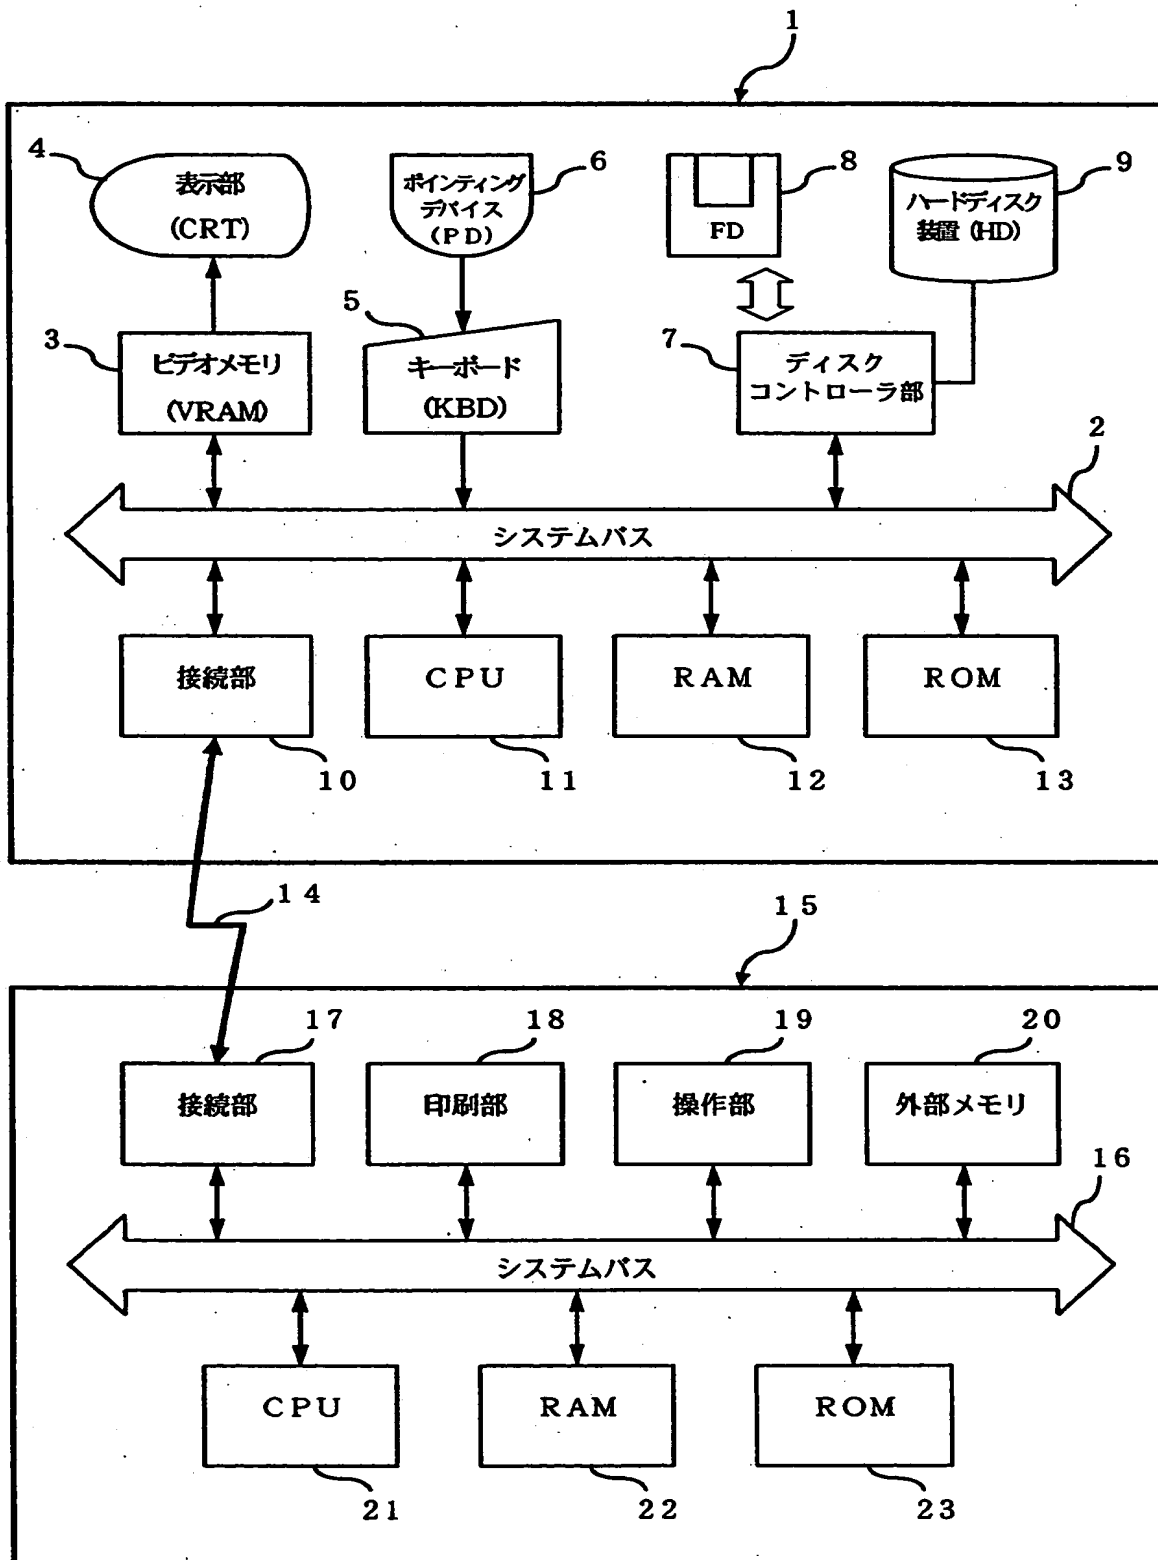 1
4
表示部
(CRT)
ポインティング
デバイス
(PD)
6
FD
8
ハードディスク
装置 (HD)
9
3
ビデオメモリ
(VRAM)
5
キーボード
(KBD)
7
ディスク
コントローラ部
2
システムバス
接続部
CPU
RAM
ROM
10
11
12
13
14
15
17
18
19
20
接続部
印刷部
操作部
外部メモリ
16
システムバス
CPU
RAM
ROM
21
22
23